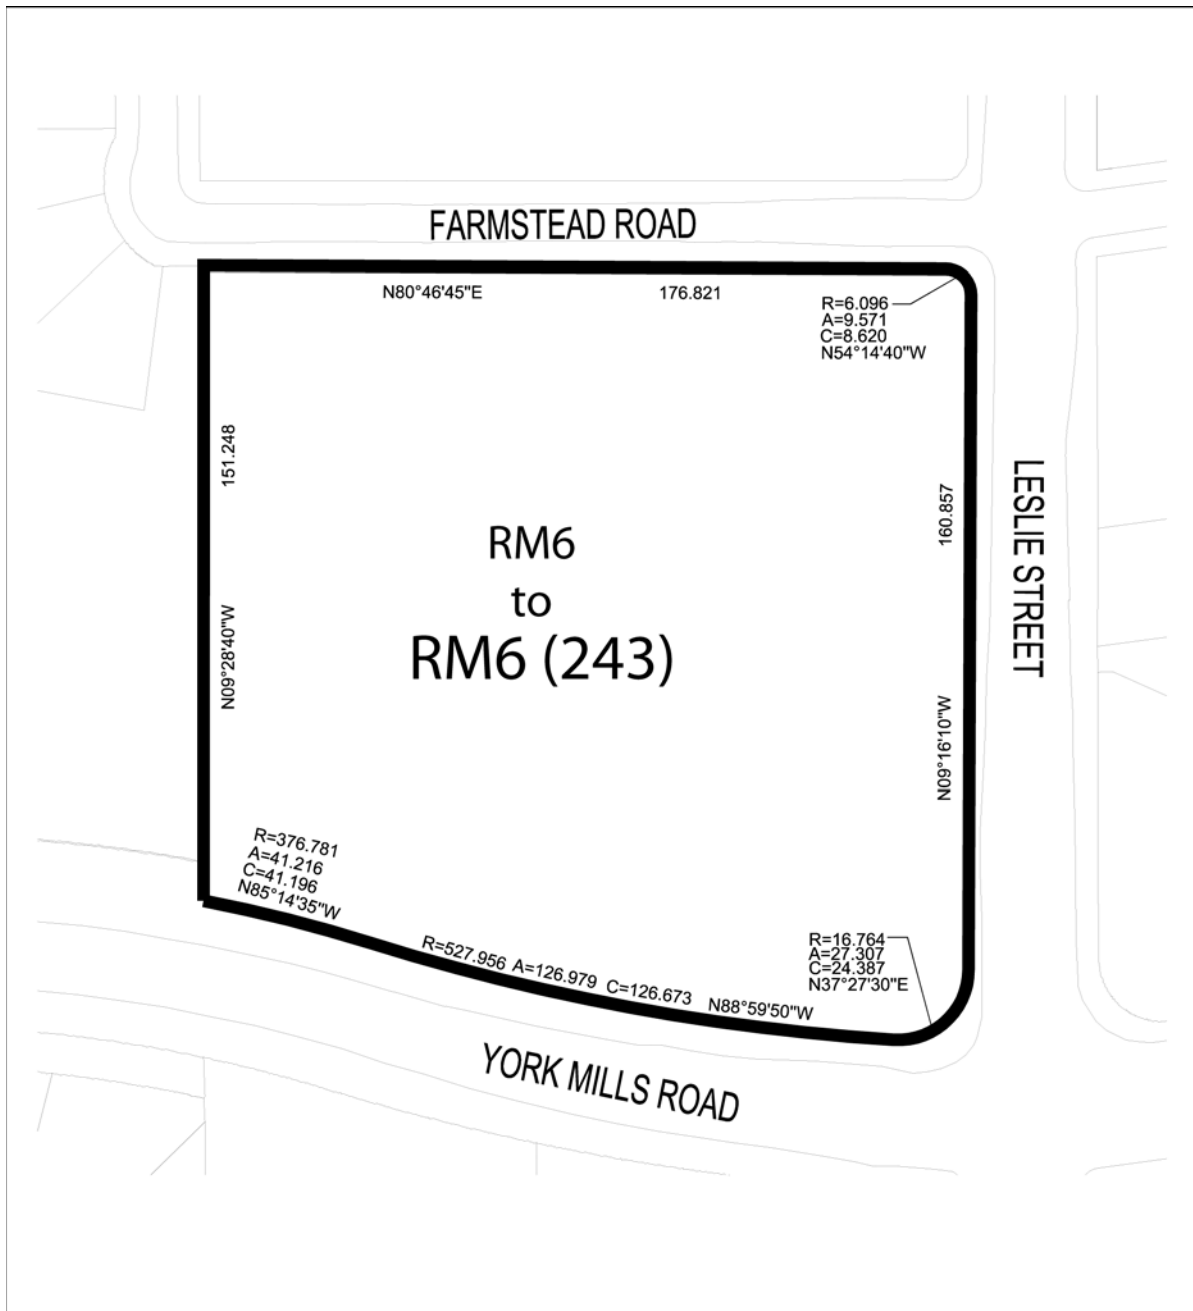 FARMSTEAD ROAD
N80°46'45"E 176.821
R=6.096
A=9.571
C=8.620
N54°14'40"W
151.248
N09°28'40"W
RM6
to
RM6 (243)
160.857
N09°16'10"W
LESLIE STREET
R=376.781
A=41.216
C=41.196
N85°14'35"W
R=527.956 A=126.979 C=126.673 N88°59'50"W
R=16.764
A=27.307
C=24.387
N37°27'30"E
YORK MILLS ROAD